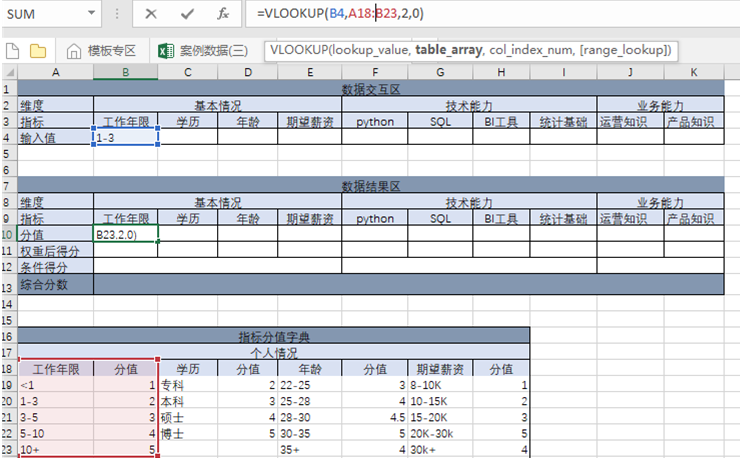 SUM =VLOOKUP(B4,A18:B23,2,0)
模板专区 案例数据(三) VLOOKUP(lookup_value, table_array, col_index_num, [range_lookup])
A B C D E F G H I J K
1 数据交互区
2 维度 基本情况 技术能力 业务能力
3 指标 工作年限 学历 年龄 期望薪资 python SQL BI工具 统计基础 运营知识 产品知识
4 输入值 1-3
5
6
7 数据结果区
8 维度 基本情况 技术能力 业务能力
9 指标 工作年限 学历 年龄 期望薪资 python SQL BI工具 统计基础 运营知识 产品知识
10 分值 B23,2,0)
11 权重后得分
12 条件得分
13 综合分数
14
15
16 指标分值字典
17 个人情况
18 工作年限 分值 学历 分值 年龄 分值 期望薪资 分值
19 <1 1 专科 2 22-25 3 8-10K 1
20 1-3 2 本科 3 25-28 4 10-15K 2
21 3-5 3 硕士 4 28-30 4.5 15-20K 3
22 5-10 4 博士 5 30-35 5 20K-30k 5
23 10+ 5 35+ 4 30k+ 4